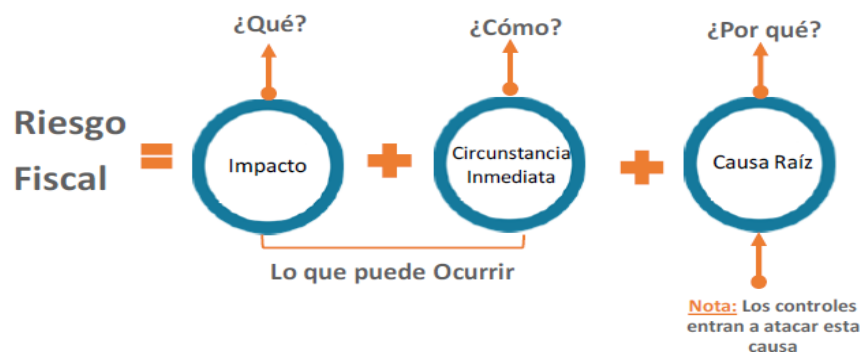 ¿Qué?
¿Cómo?
¿Por qué?
Riesgo
Fiscal
=
Impacto
+
Circunstancia
Inmediata
+
Causa Raíz
Lo que puede Ocurrir
Nota: Los controles
entran a atacar esta
causa